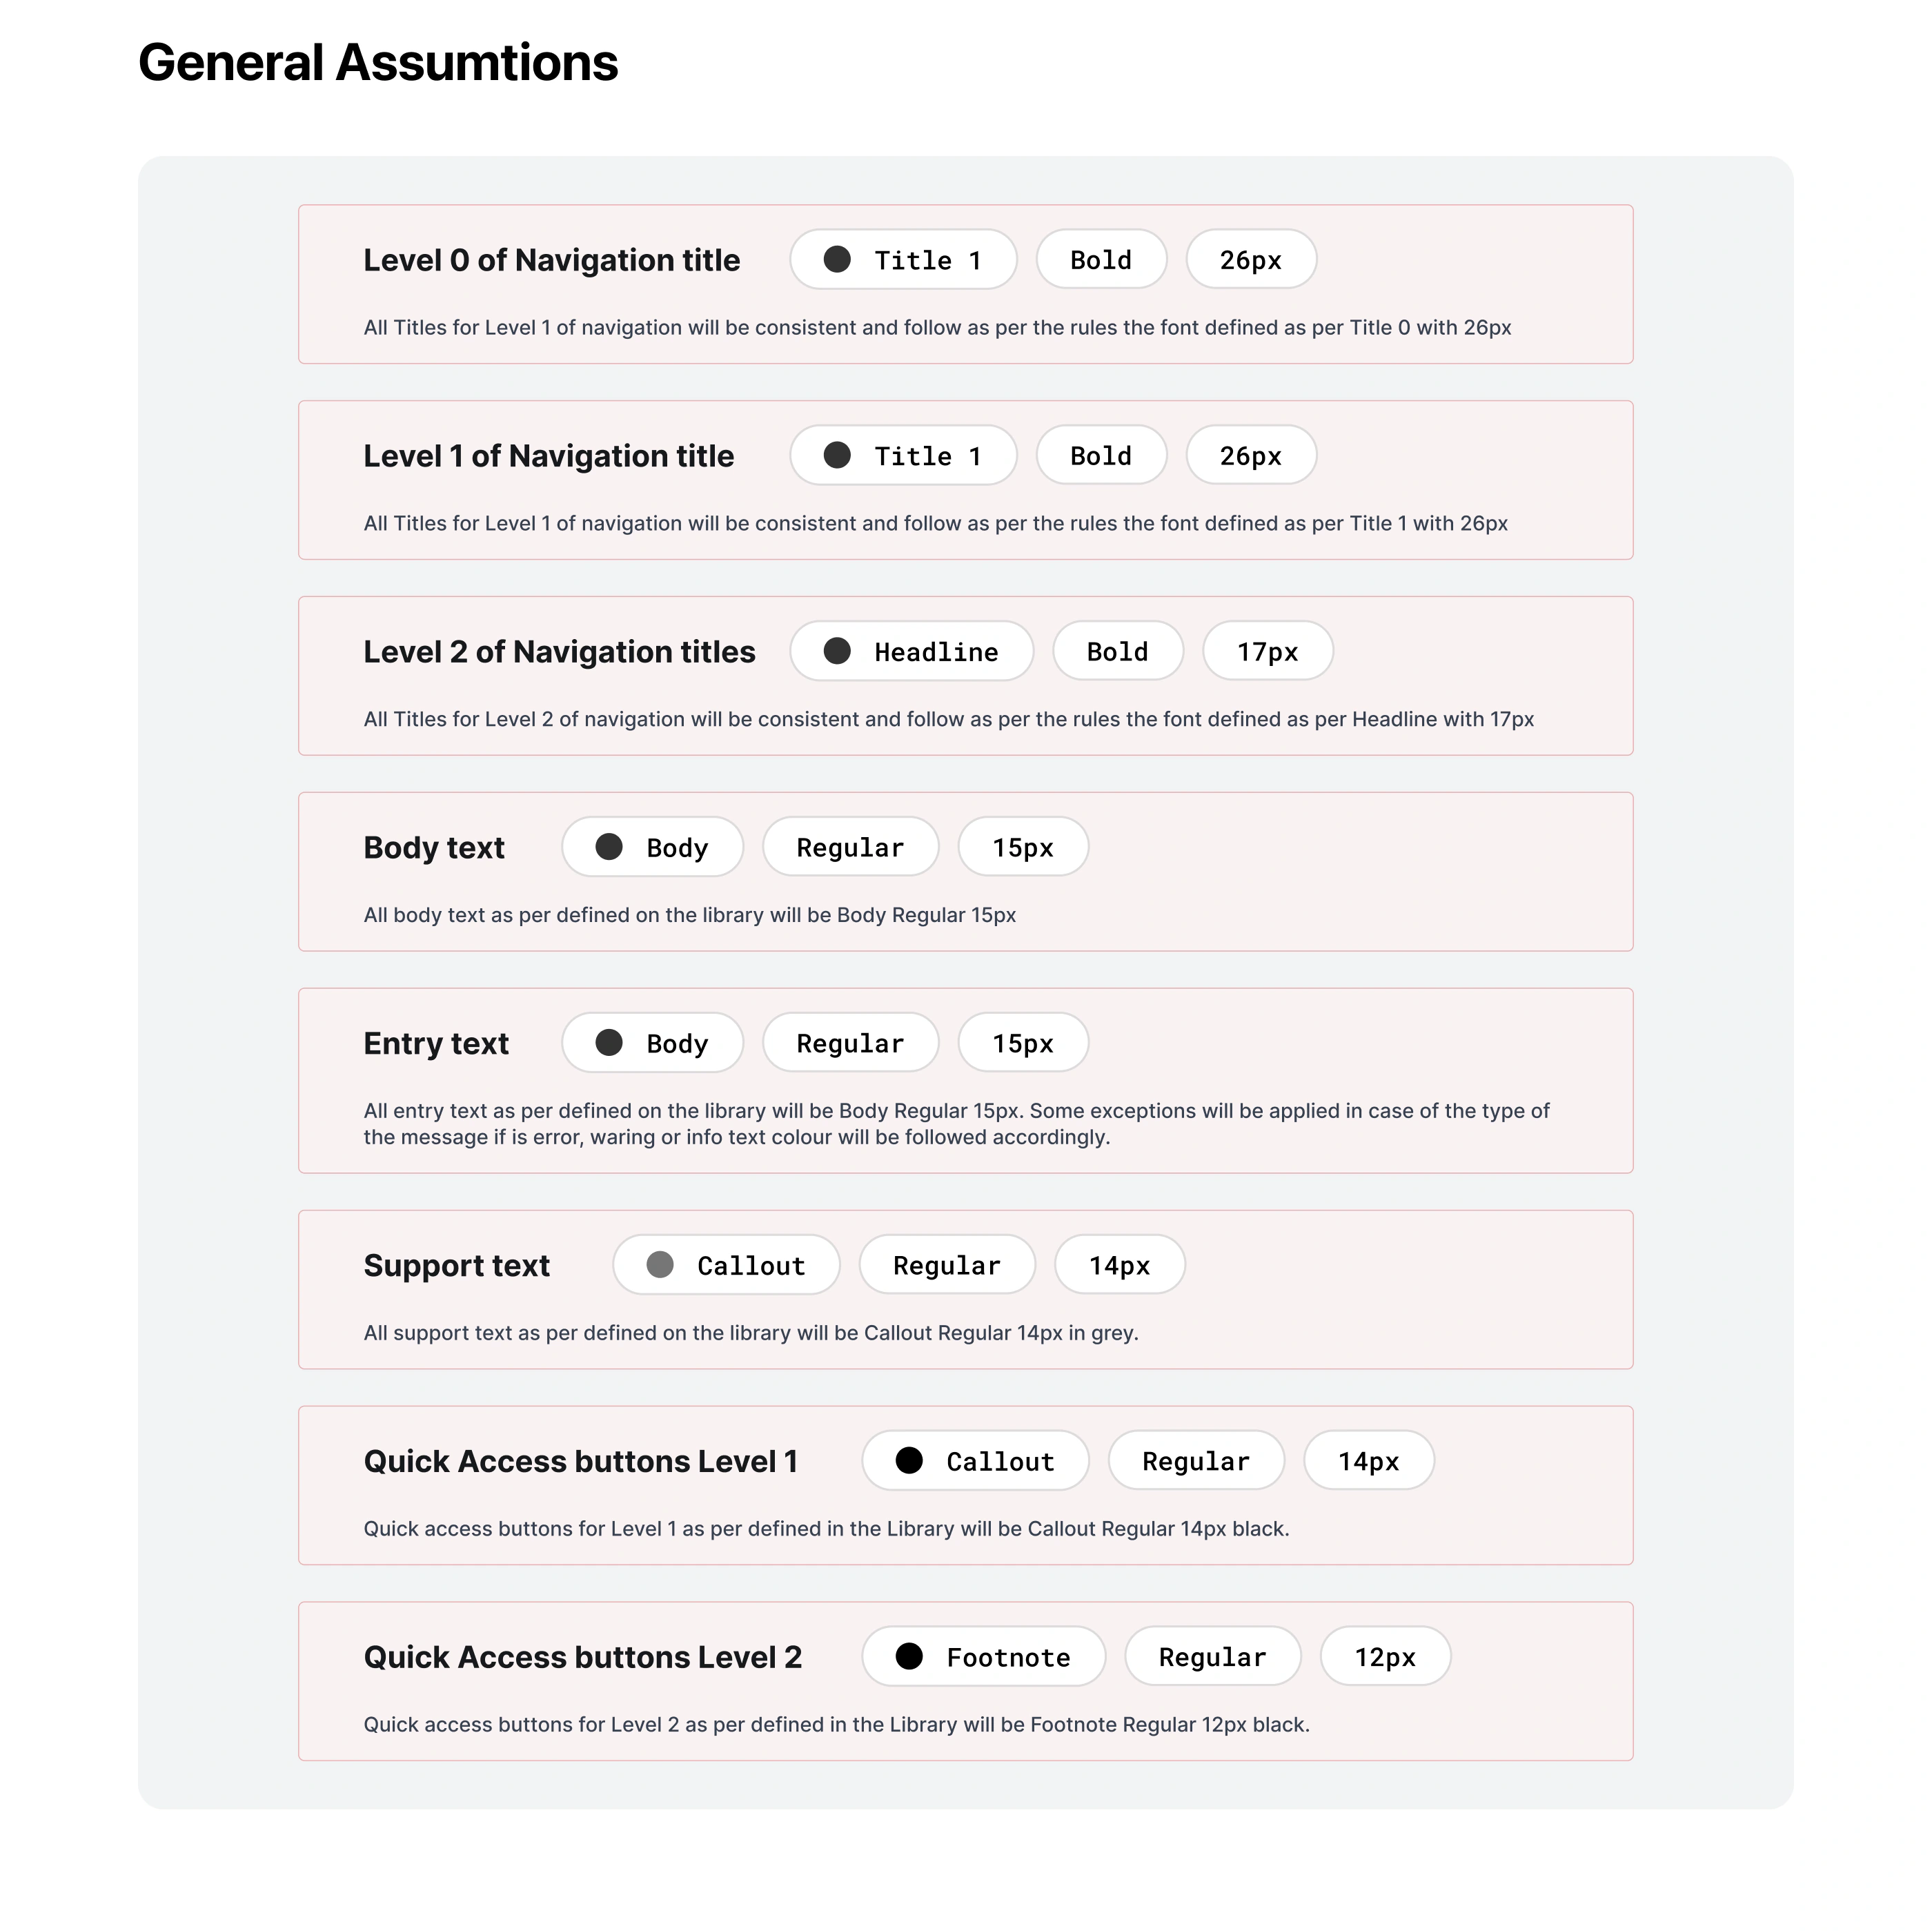 General Assumtions
Level 0 of Navigation title Title 1 Bold 26px
All Titles for Level 1 of navigation will be consistent and follow as per the rules the font defined as per Title 0 with 26px
Level 1 of Navigation title Title 1 Bold 26px
All Titles for Level 1 of navigation will be consistent and follow as per the rules the font defined as per Title 1 with 26px
Level 2 of Navigation titles Headline Bold 17px
All Titles for Level 2 of navigation will be consistent and follow as per the rules the font defined as per Headline with 17px
Body text Body Regular 15px
All body text as per defined on the library will be Body Regular 15px
Entry text Body Regular 15px
All entry text as per defined on the library will be Body Regular 15px. Some exceptions will be applied in case of the type of
the message if is error, waring or info text colour will be followed accordingly.
Support text Callout Regular 14px
All support text as per defined on the library will be Callout Regular 14px in grey.
Quick Access buttons Level 1 Callout Regular 14px
Quick access buttons for Level 1 as per defined in the Library will be Callout Regular 14px black.
Quick Access buttons Level 2 Footnote Regular 12px
Quick access buttons for Level 2 as per defined in the Library will be Footnote Regular 12px black.